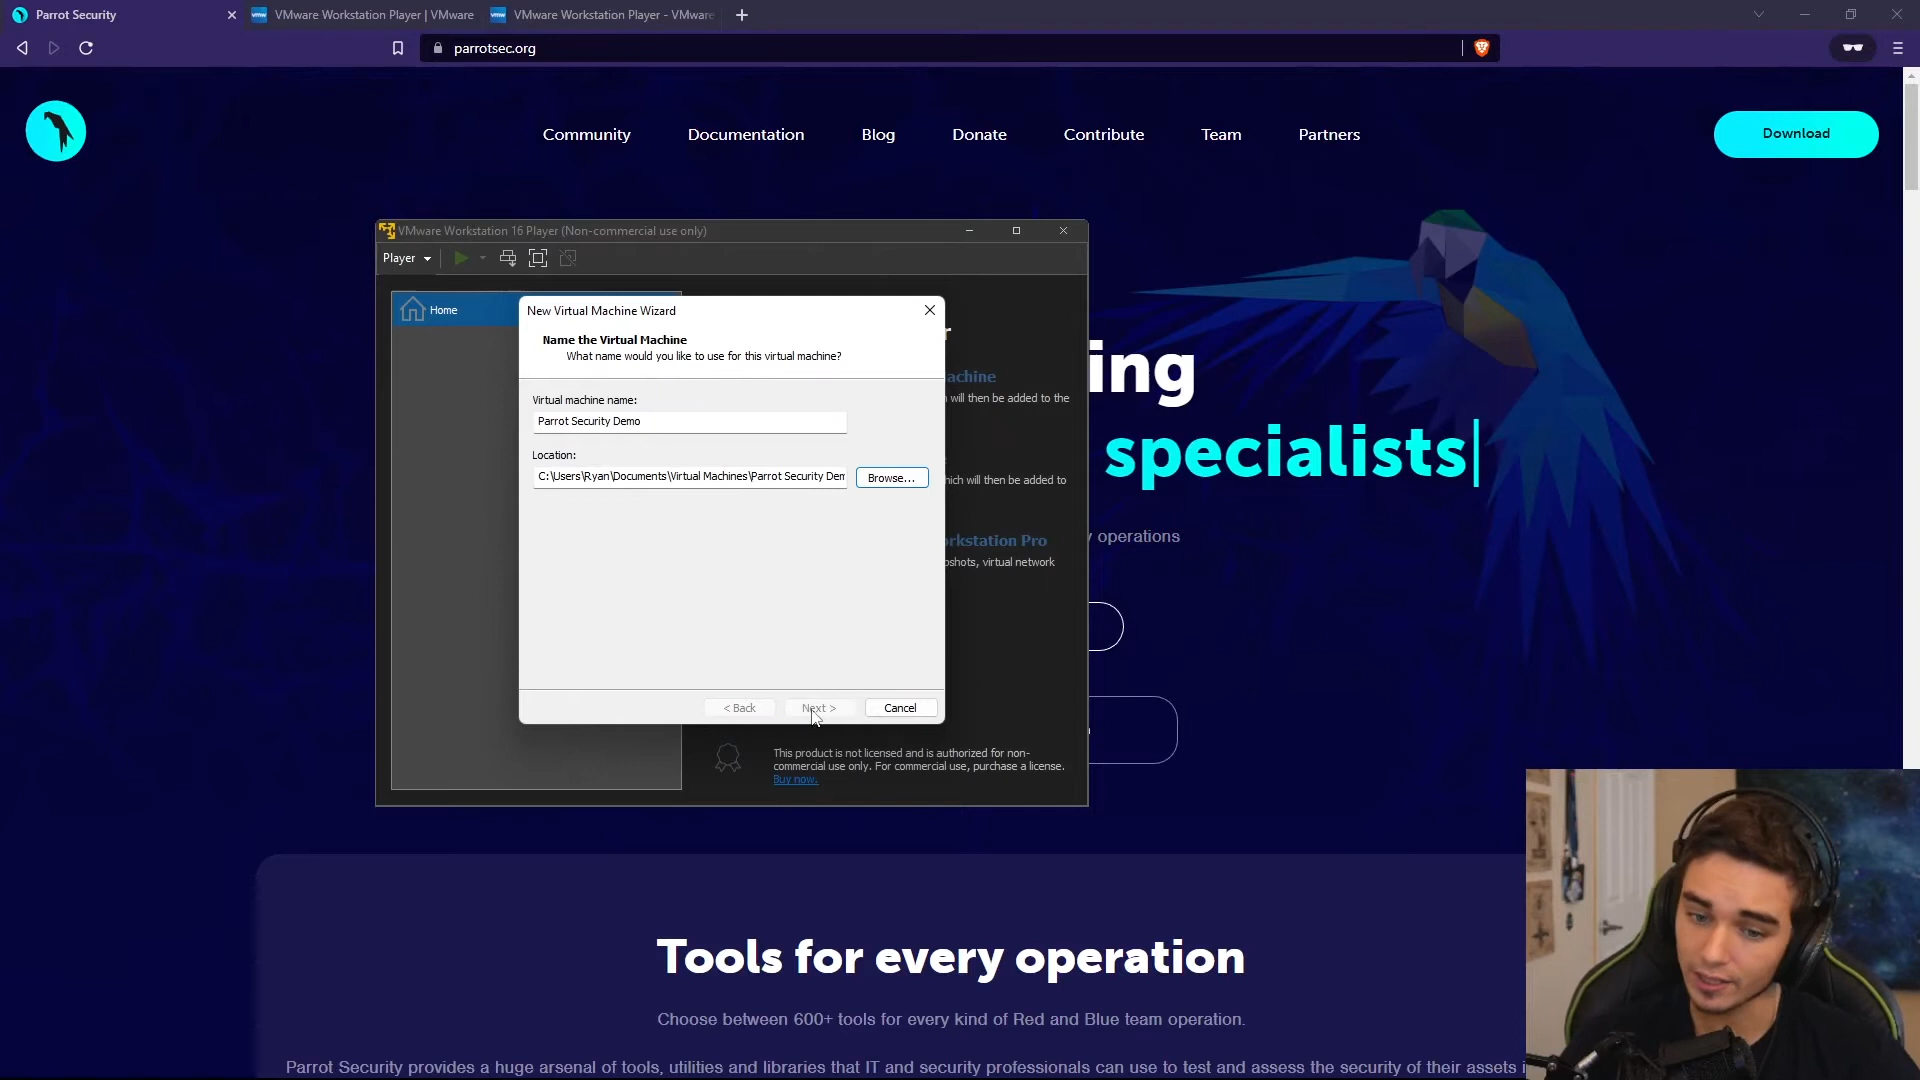 Parrot Security
VMware Workstation Player | VMware
VMware Workstation Player - VMware
parrotsec.org
Community
Documentation
Blog
Donate
Contribute
Team
Partners
Download
VMware Workstation 16 Player (Non-commercial use only)
Player
Home
New Virtual Machine Wizard
Name the Virtual Machine
What name would you like to use for this virtual machine?
Virtual machine name:
Parrot Security Demo
Location:
C:\Users\Ryan\Documents\Virtual Machines\Parrot Security Dem
Browse...
< Back
Next >
Cancel
r
achine
will then be added to the
hich will then be added to
rkstation Pro
pshots, virtual network
This product is not licensed and is authorized for non-
commercial use only. For commercial use, purchase a license.
Buy now.
ing
specialists
operations
Tools for every operation
Choose between 600+ tools for every kind of Red and Blue team operation.
Parrot Security provides a huge arsenal of tools, utilities and libraries that IT and security professionals can use to test and assess the security of their assets i